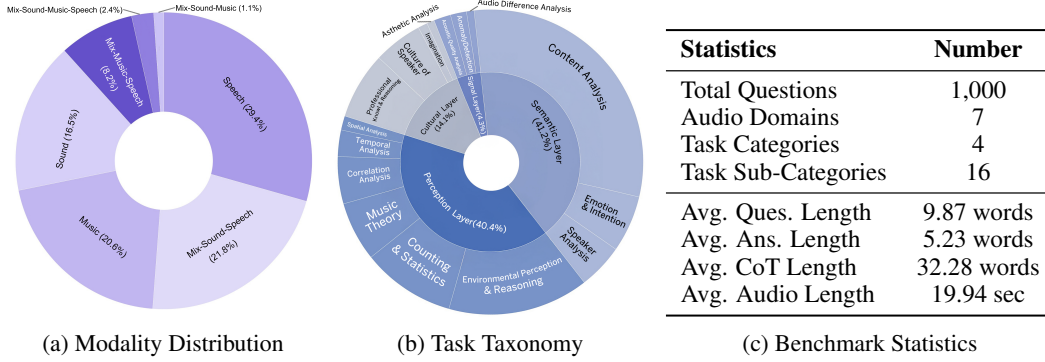 Mix-Sound-Music-Speech (2.4%)
Mix-Sound-Music (1.1%)
Mix-Music-Speech
(8.2%)
Speech (29.4%)
Sound (16.5%)
Music (20.6%)
Mix-Sound-Speech
(21.8%)
(a) Modality Distribution
Audio Difference Analysis
Asthetic Analysis
Anomaly Detection
Acoustic Quality Analysis
Imagination
Culture of
Speaker
Professional
Knowl & Reasoning
Spatial Analysis
Temporal
Analysis
Correlation
Analysis
Music
Theory
Counting
& Statistics
Environmental Perception
& Reasoning
Speaker
Analysis
Emotion
& Intention
Content Analysis
Signal Layer(4.3%)
Cultural Layer
(14.1%)
Semantic Layer
(41.2%)
Perception Layer(40.4%)
(b) Task Taxonomy
Statistics Number
Total Questions 1,000
Audio Domains 7
Task Categories 4
Task Sub-Categories 16
Avg. Ques. Length 9.87 words
Avg. Ans. Length 5.23 words
Avg. CoT Length 32.28 words
Avg. Audio Length 19.94 sec
(c) Benchmark Statistics